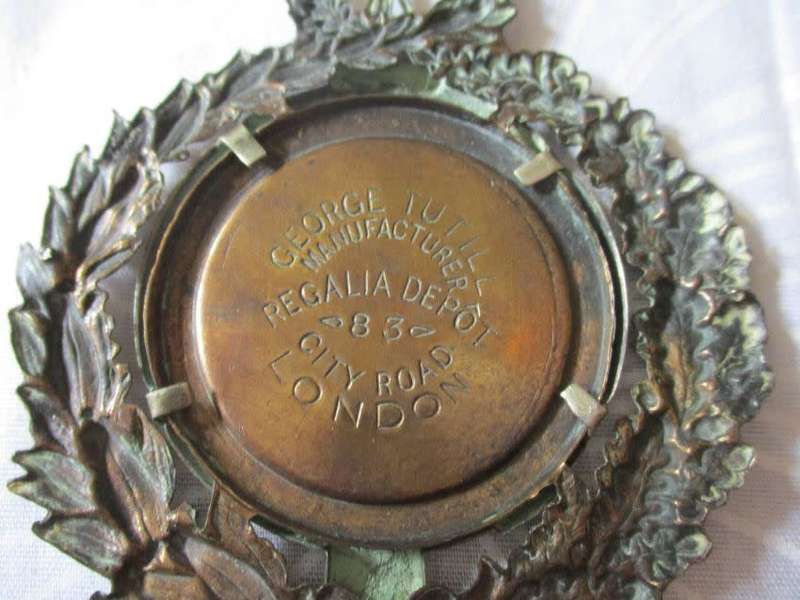 GEORGE TUTILL
MANUFACTURER
REGALIA DEPÔT
83
CITY ROAD
LONDON